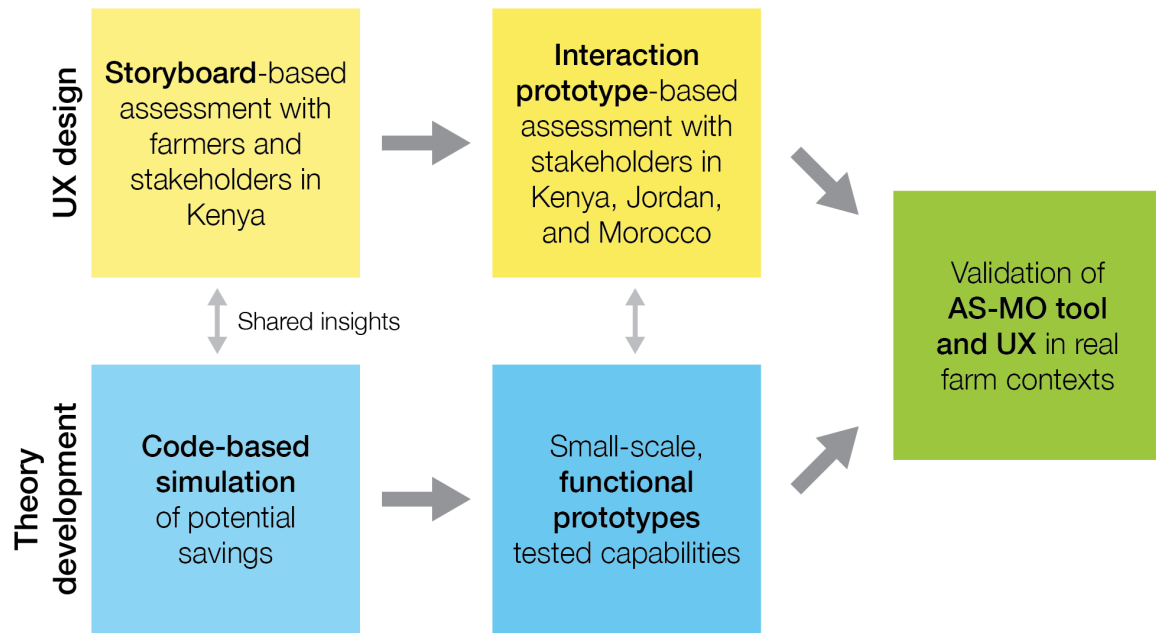 UX design
Storyboard-based
assessment with
farmers and
stakeholders in
Kenya
Interaction
prototype-based
assessment with
stakeholders in
Kenya, Jordan,
and Morocco
Shared insights
Theory
development
Code-based
simulation
of potential
savings
Small-scale,
functional
prototypes
tested capabilities
Validation of
AS-MO tool
and UX in real
farm contexts